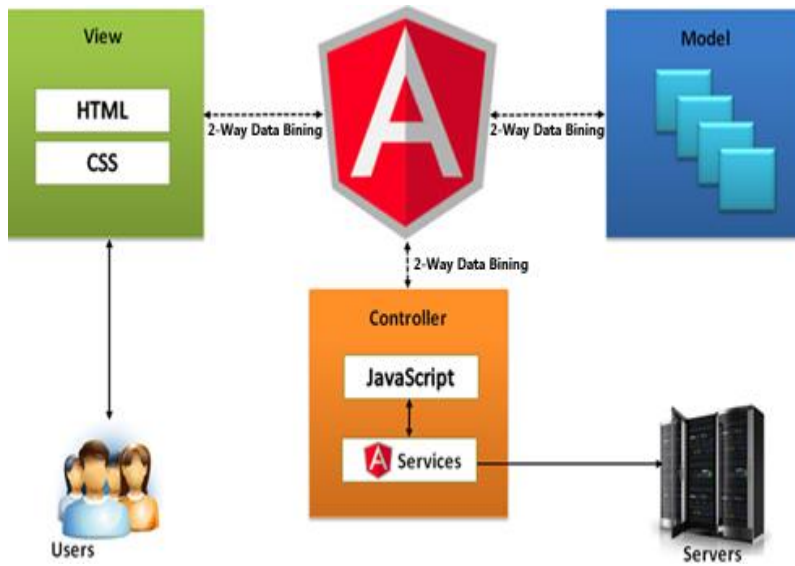 View
Model
HTML
CSS
2-Way Data Bining
2-Way Data Bining
2-Way Data Bining
Controller
JavaScript
Services
Users
Servers